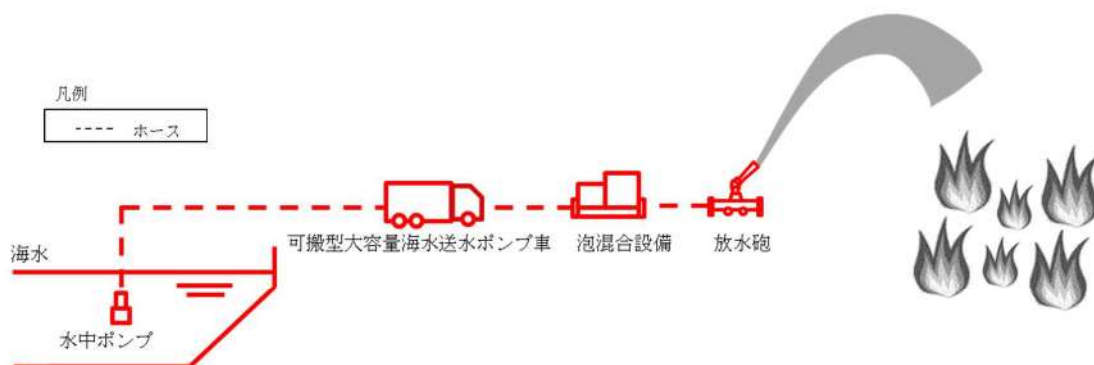 凡例
ホース
海水
可搬型大容量海水送水ポンプ車
泡混合設備
放水砲
水中ポンプ